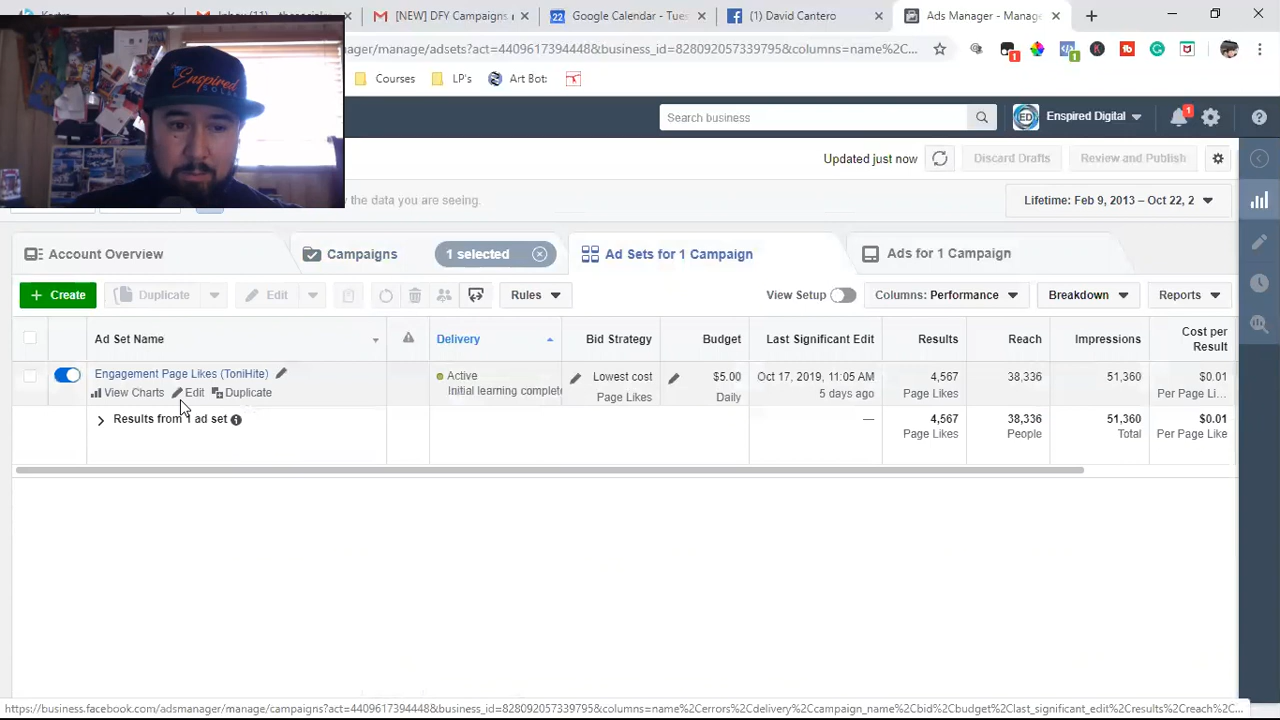 [NEW] DFY Campaigns
Google Calendar - Tues
(1) David Cantero
Ads Manager - Manage
manager/manage/adsets?act=4409617394448&business_id=828092057339795&columns=name%2C...
Courses
LP's
Art Bot:
Enspired
Search business
ED
Enspired Digital
1
Updated just now
Discard Drafts
Review and Publish
the data you are seeing.
Lifetime: Feb 9, 2013 – Oct 22, 2
Account Overview
Campaigns
1 selected
Ad Sets for 1 Campaign
Ads for 1 Campaign
+ Create
Duplicate
Edit
Rules
View Setup
Columns: Performance
Breakdown
Reports
Ad Set Name
Delivery
Bid Strategy
Budget
Last Significant Edit
Results
Reach
Impressions
Cost per
Result
Engagement Page Likes (ToniHite)
View Charts
Edit
Duplicate
Active
Initial learning complete
Lowest cost
Page Likes
$5.00
Daily
Oct 17, 2019, 11:05 AM
5 days ago
4,567
38,336
51,360
$0.01
Per Page Li...
Results from 1 ad set
—
4,567
Page Likes
38,336
People
51,360
Total
$0.01
Per Page Like
https://business.facebook.com/adsmanager/manage/campaigns?act=4409617394448&business_id=828092057339795&columns=name%2Cerrors%2Cdelivery%2Ccampaign_name%2Cbid%2Cbudget%2Clast_significant_edit%2Cresults%2Creach%2C...